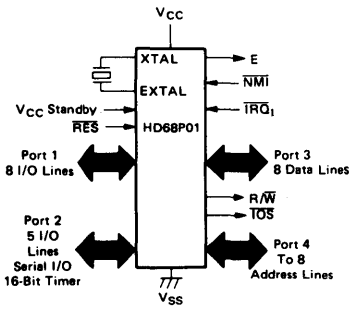 VCC
XTAL
E
EXTAL
NMI
VCC Standby
IRQ1
RES
HD68P01
Port 1
8 I/O Lines
Port 3
8 Data Lines
R/W
IOS
Port 2
5 I/O
Lines
Serial I/O
16-Bit Timer
Port 4
To 8
Address Lines
VSS